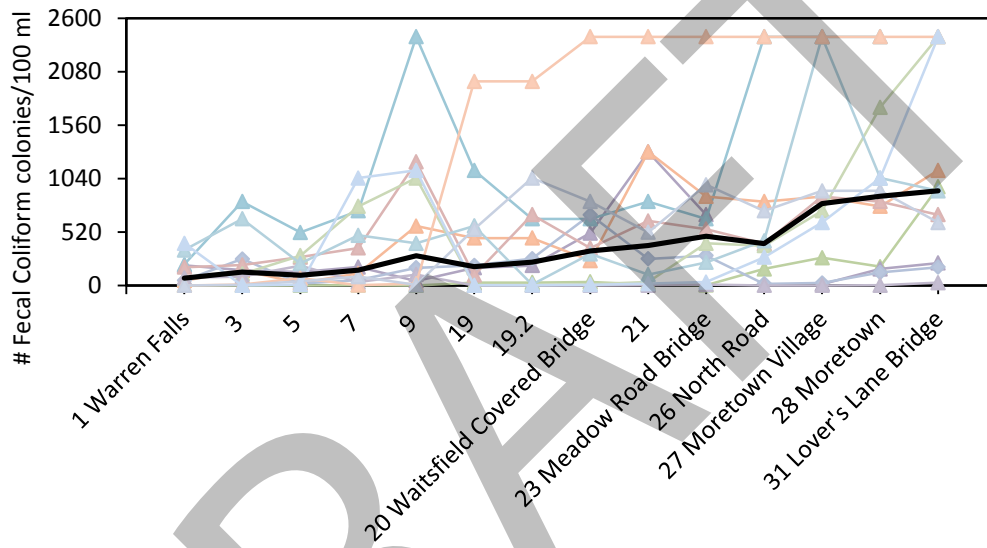 # Fecal Coliform colonies/100 ml
2600
2080
1560
1040
520
0
1 Warren Falls
3
5
7
9
19
19.2
20 Waitsfield Covered Bridge
21
23 Meadow Road Bridge
26 North Road
27 Moretown Village
28 Moretown
31 Lover's Lane Bridge